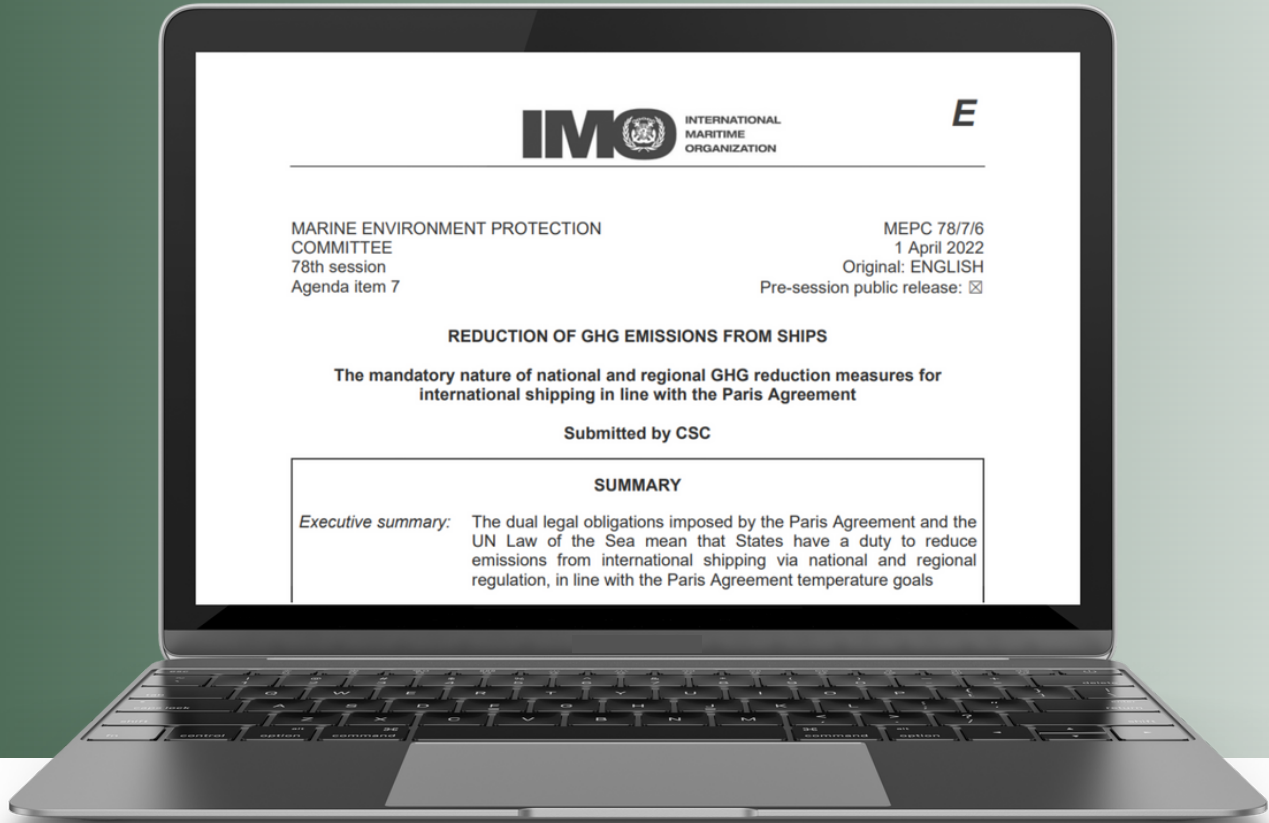 IMO
INTERNATIONAL
MARITIME
ORGANIZATION
E
MARINE ENVIRONMENT PROTECTION
COMMITTEE
78th session
Agenda item 7
MEPC 78/7/6
1 April 2022
Original: ENGLISH
Pre-session public release: ☒
REDUCTION OF GHG EMISSIONS FROM SHIPS
The mandatory nature of national and regional GHG reduction measures for
international shipping in line with the Paris Agreement
Submitted by CSC
SUMMARY
Executive summary: The dual legal obligations imposed by the Paris Agreement and the
UN Law of the Sea mean that States have a duty to reduce
emissions from international shipping via national and regional
regulation, in line with the Paris Agreement temperature goals
Q W E R T Y U I O P
A S D F G H J K L
Z X C V B N M
control option command command option